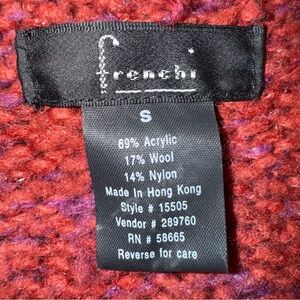 frenchi
S
69% Acrylic
17% Wool
14% Nylon
Made in Hong Kong
Style # 15505
Vendor # 289760
RN # 58665
Reverse for care